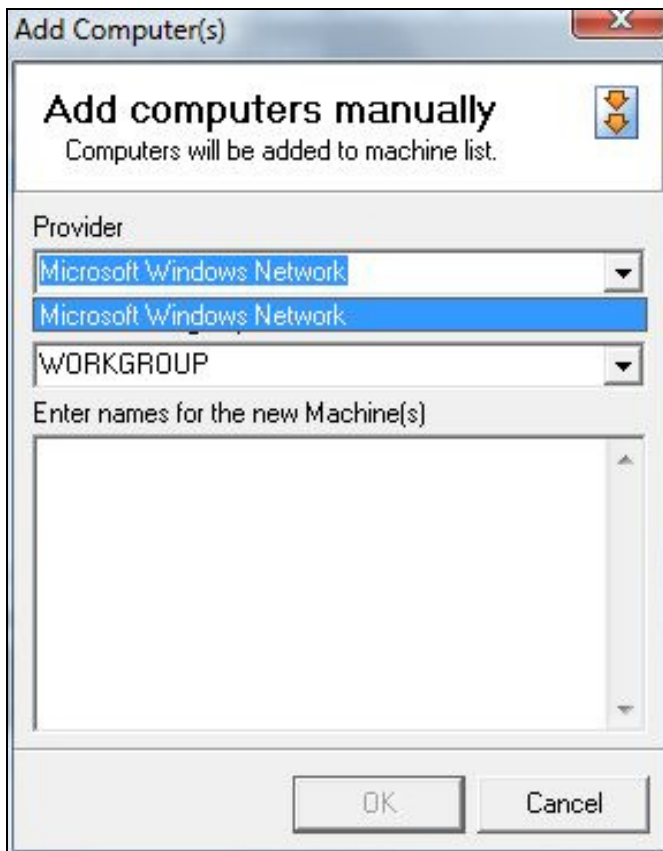 Add Computer(s)
Add computers manually
Computers will be added to machine list.
Provider
Microsoft Windows Network
Microsoft Windows Network
WORKGROUP
Enter names for the new Machine(s)
OK
Cancel